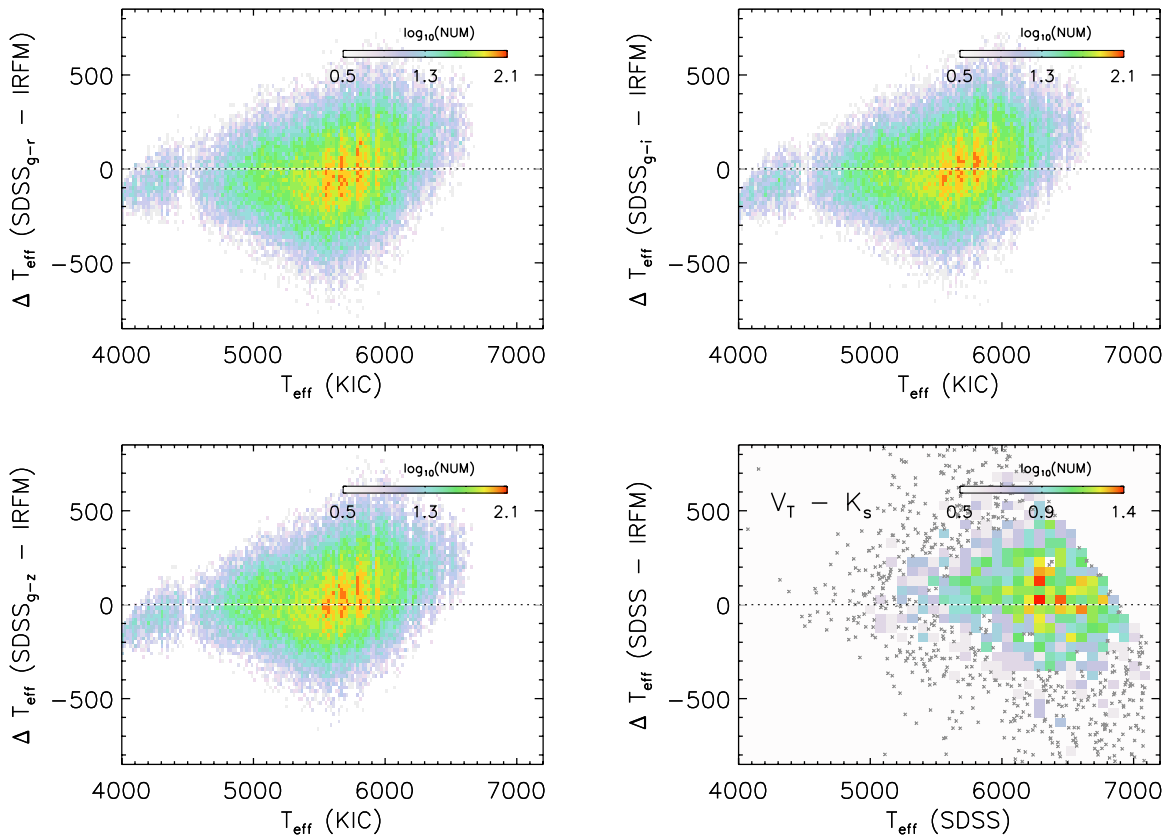 log₁₀(NUM)
0.5 1.3 2.1
500
0
−500
Δ T_eff (SDSS_g−r − IRFM)
4000 5000 6000 7000
T_eff (KIC)
log₁₀(NUM)
0.5 1.3 2.1
500
0
−500
Δ T_eff (SDSS_g−i − IRFM)
4000 5000 6000 7000
T_eff (KIC)
log₁₀(NUM)
0.5 1.3 2.1
500
0
−500
Δ T_eff (SDSS_g−z − IRFM)
4000 5000 6000 7000
T_eff (KIC)
log₁₀(NUM)
V_T − K_s
0.5 0.9 1.4
500
0
−500
Δ T_eff (SDSS − IRFM)
4000 5000 6000 7000
T_eff (SDSS)